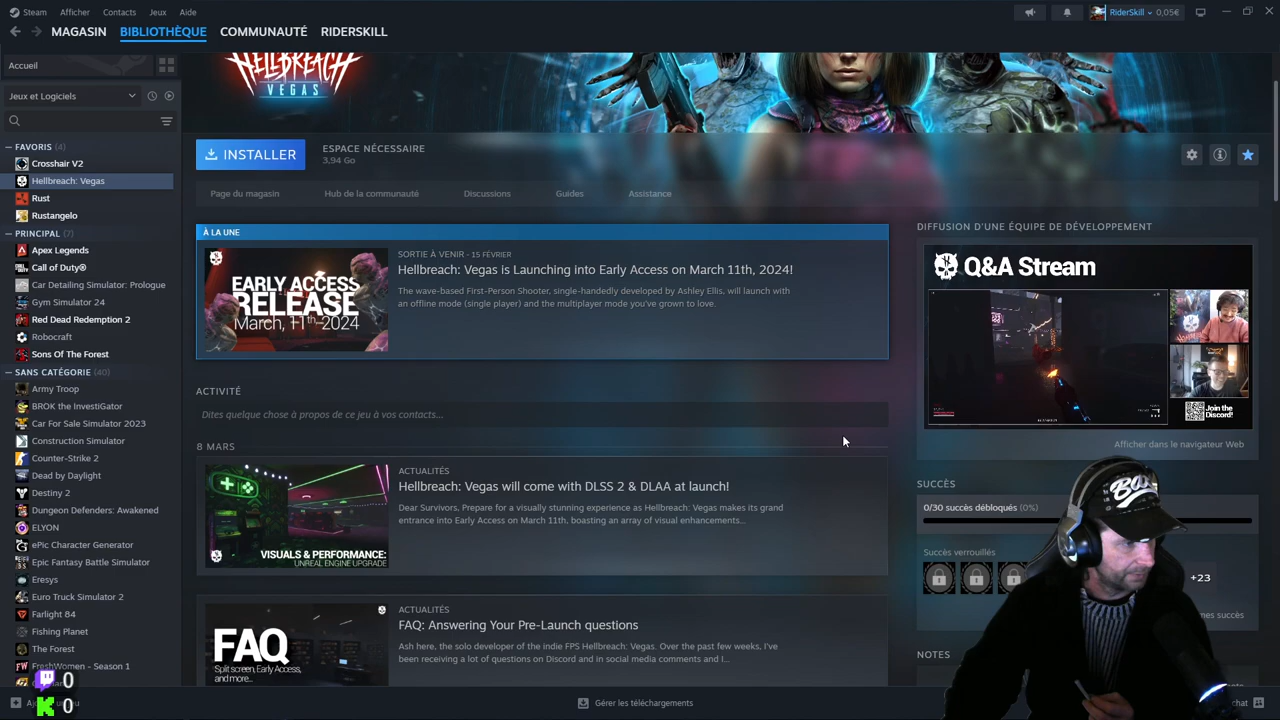 Steam Afficher Contacts Jeux Aide
RiderSkill 0,05€
MAGASIN BIBLIOTHÈQUE COMMUNAUTÉ RIDERSKILL
Accueil
Jeux et Logiciels
FAVORIS (4)
Crosshair V2
Hellbreach: Vegas
Rust
Rustangelo
PRINCIPAL (7)
Apex Legends
Call of Duty®
Car Detailing Simulator: Prologue
Gym Simulator 24
Red Dead Redemption 2
Robocraft
Sons Of The Forest
SANS CATÉGORIE (40)
Army Troop
BROK the InvestiGator
Car For Sale Simulator 2023
Construction Simulator
Counter-Strike 2
Dead by Daylight
Destiny 2
Dungeon Defenders: Awakened
ELYON
ePic Character Generator
Epic Fantasy Battle Simulator
Eresys
Euro Truck Simulator 2
Farlight 84
Fishing Planet
The Forest
FreshWomen - Season 1
0
0
HELLBREACH
VEGAS
INSTALLER
ESPACE NÉCESSAIRE
3,94 Go
Page du magasin Hub de la communauté Discussions Guides Assistance
À LA UNE
EARLY ACCESS
RELEASE
March, 11th 2024
SORTIE À VENIR - 15 FÉVRIER
Hellbreach: Vegas is Launching into Early Access on March 11th, 2024!
The wave-based First-Person Shooter, single-handedly developed by Ashley Ellis, will launch with
an offline mode (single player) and the multiplayer mode you've grown to love.
ACTIVITÉ
Dites quelque chose à propos de ce jeu à vos contacts...
8 MARS
VISUALS & PERFORMANCE:
UNREAL ENGINE UPGRADE
ACTUALITÉS
Hellbreach: Vegas will come with DLSS 2 & DLAA at launch!
Dear Survivors, Prepare for a visually stunning experience as Hellbreach: Vegas makes its grand
entrance into Early Access on March 11th, boasting an array of visual enhancements...
FAQ
Split screen, Early Access,
and more...
ACTUALITÉS
FAQ: Answering Your Pre-Launch questions
Ash here, the solo developer of the indie FPS Hellbreach: Vegas. Over the past few weeks, I've
been receiving a lot of questions on Discord and in social media comments and I...
DIFFUSION D'UNE ÉQUIPE DE DÉVELOPPEMENT
Q&A Stream
Join the
Discord!
Afficher dans le navigateur Web
SUCCÈS
0/30 succès débloqués (0%)
Succès verrouillés
+23
succès
NOTES
Gérer les téléchargements
chat